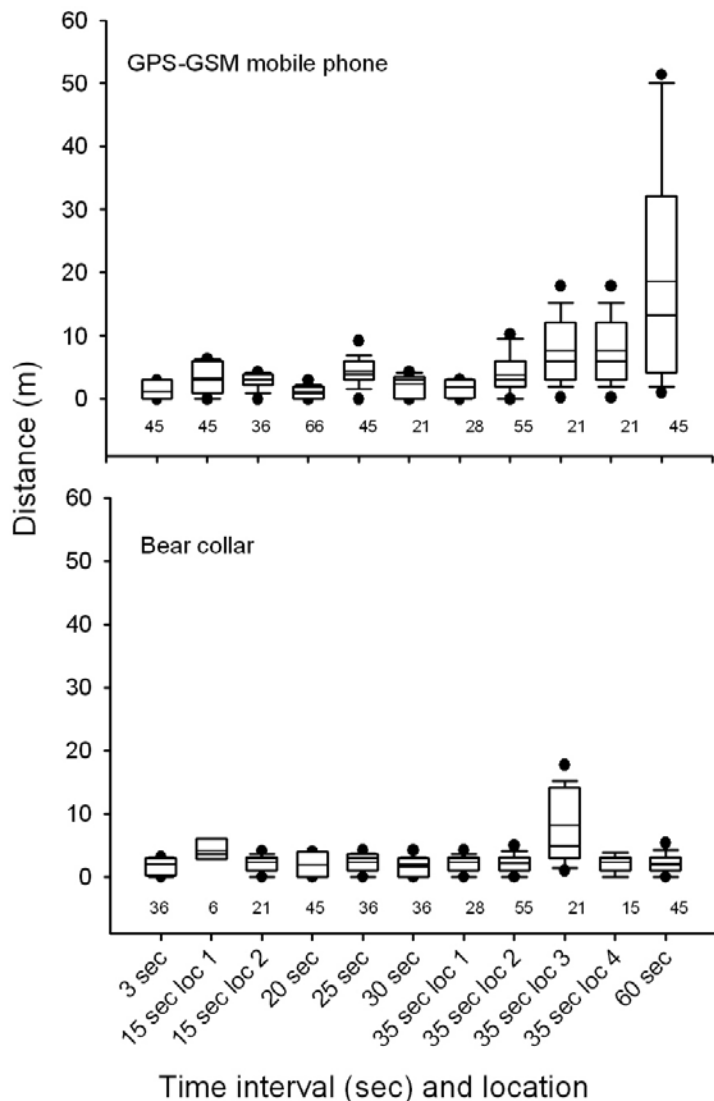 60
GPS-GSM mobile phone
50
40
30
20
10
0
45 45 36 66 45 21 28 55 21 21 45
Distance (m)
60
Bear collar
50
40
30
20
10
0
36 6 21 45 36 36 28 55 21 15 45
3 sec
15 sec loc 1
15 sec loc 2
20 sec
25 sec
30 sec
35 sec loc 1
35 sec loc 2
35 sec loc 3
35 sec loc 4
60 sec
Time interval (sec) and location